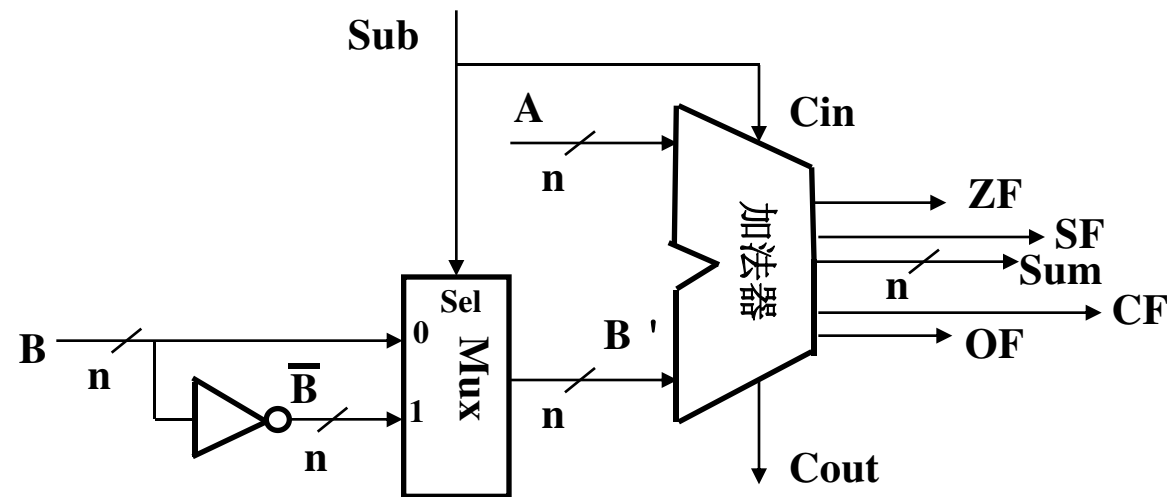 Sub
A
Cin
n
ZF
加法器
SF
n
Sum
Sel
CF
B
0
B '
OF
n
Mux
B̅
1
n
n
Cout